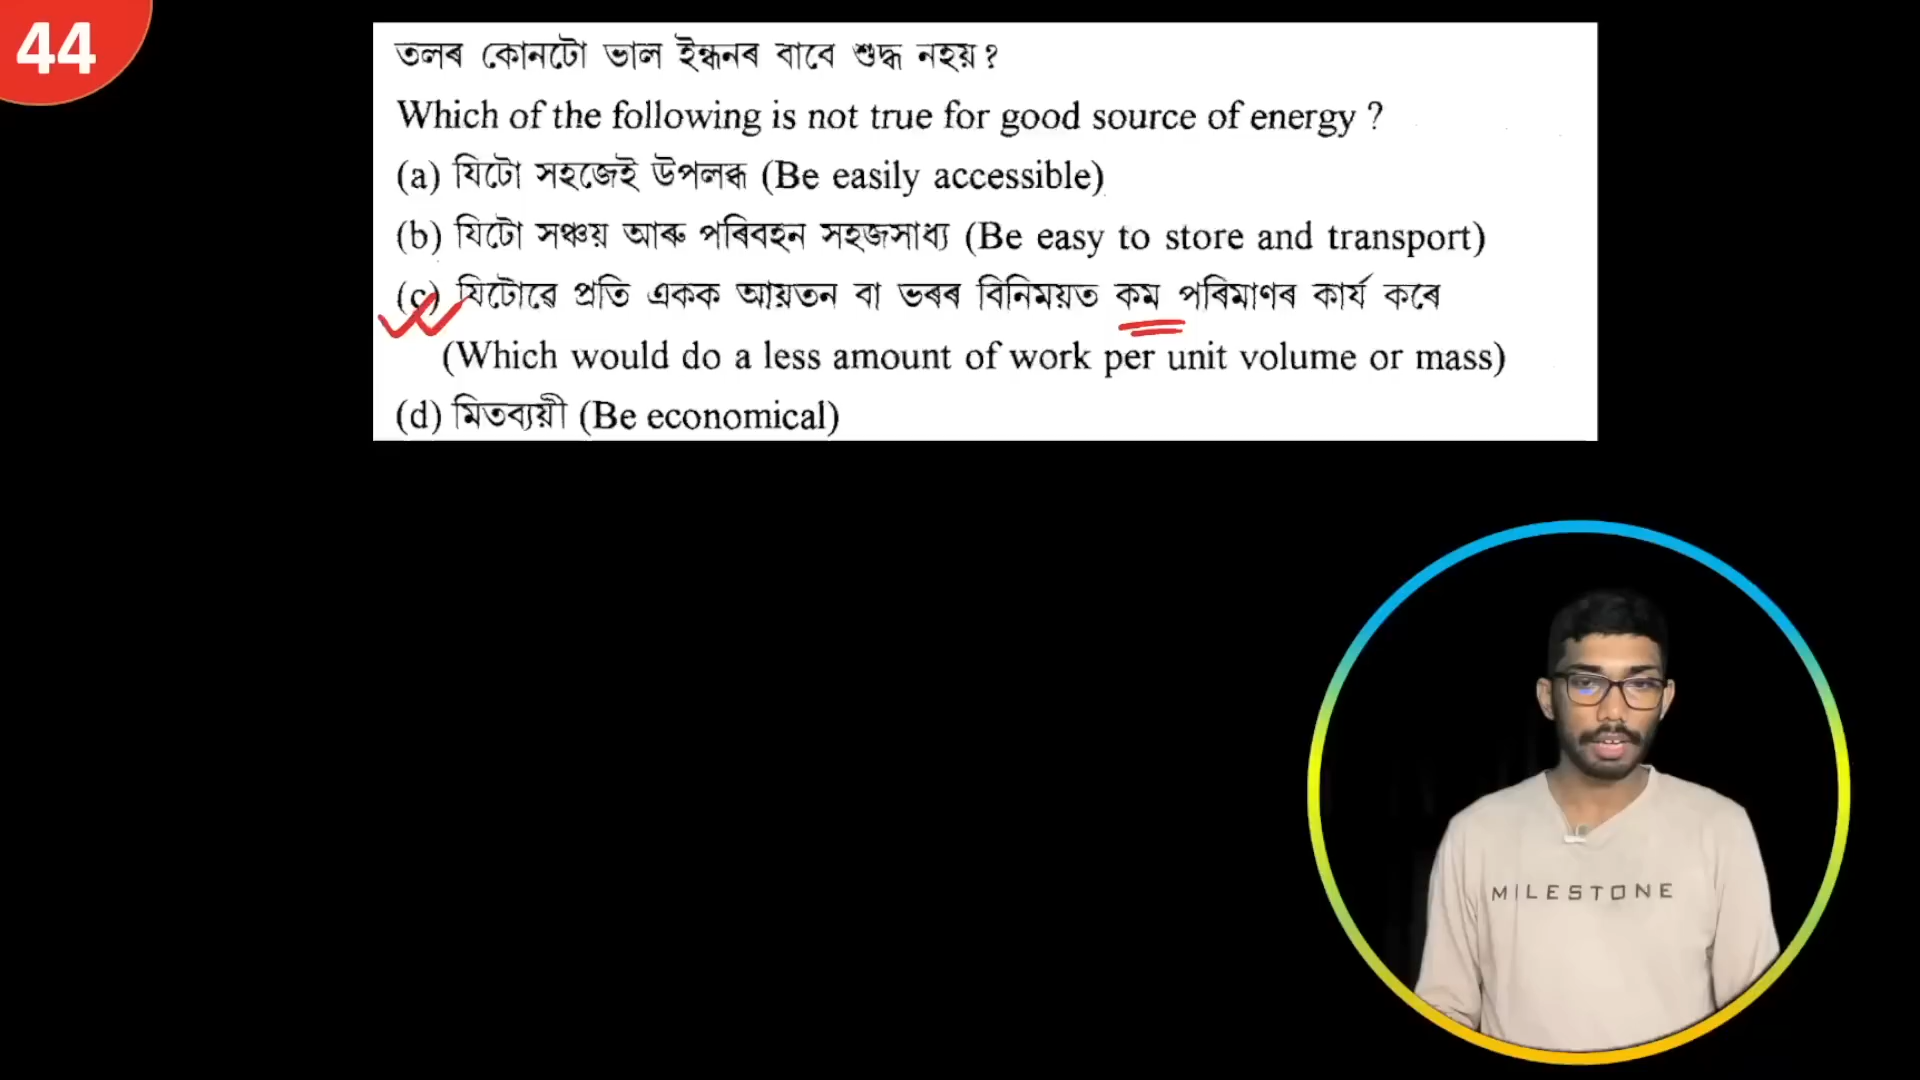 44
তলৰ কোনটো ভাল ইন্ধনৰ বাবে শুদ্ধ নহয় ?
Which of the following is not true for good source of energy ?
(a) যিটো সহজেই উপলব্ধ (Be easily accessible)
(b) যিটো সঞ্চয় আৰু পৰিবহন সহজসাধ্য (Be easy to store and transport)
(c) যিটোৱে প্ৰতি একক আয়তন বা ভৰৰ বিনিময়ত কম পৰিমাণৰ কাৰ্য কৰে
(Which would do a less amount of work per unit volume or mass)
(d) মিতব্যয়ী (Be economical)
MILESTONE